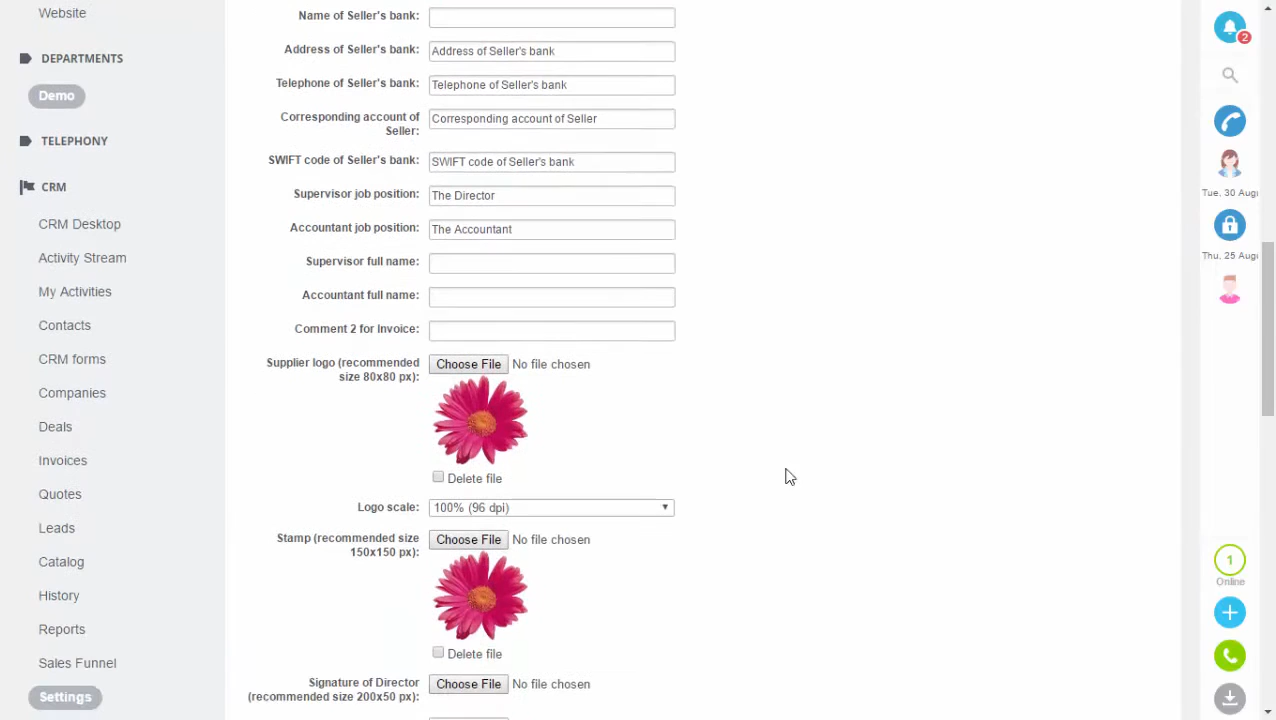 Website
DEPARTMENTS
Demo
TELEPHONY
CRM
CRM Desktop
Activity Stream
My Activities
Contacts
CRM forms
Companies
Deals
Invoices
Quotes
Leads
Catalog
History
Reports
Sales Funnel
Settings
Name of Seller's bank:
Address of Seller's bank: Address of Seller's bank
Telephone of Seller's bank: Telephone of Seller's bank
Corresponding account of Corresponding account of Seller
Seller:
SWIFT code of Seller's bank: SWIFT code of Seller's bank
Supervisor job position: The Director
Accountant job position: The Accountant
Supervisor full name:
Accountant full name:
Comment 2 for Invoice:
Supplier logo (recommended Choose File No file chosen
size 80x80 px):
Delete file
Logo scale: 100% (96 dpi)
Stamp (recommended size Choose File No file chosen
150x150 px):
Delete file
Signature of Director Choose File No file chosen
(recommended size 200x50 px):
2
Tue, 30 Aug
Thu, 25 Aug
1
Online